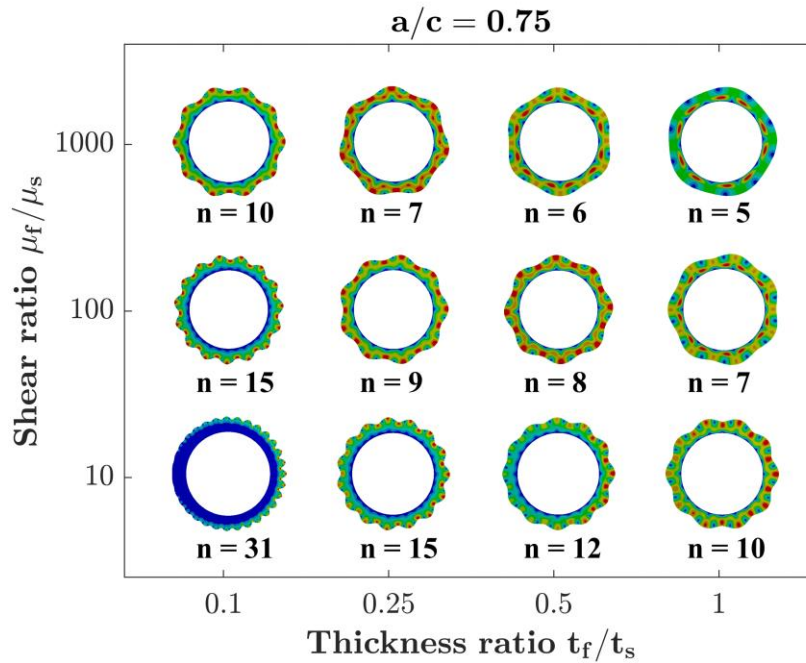 a/c = 0.75
Shear ratio μf/μs
1000
n = 10 n = 7 n = 6 n = 5
100
n = 15 n = 9 n = 8 n = 7
10
n = 31 n = 15 n = 12 n = 10
0.1 0.25 0.5 1
Thickness ratio tf/ts